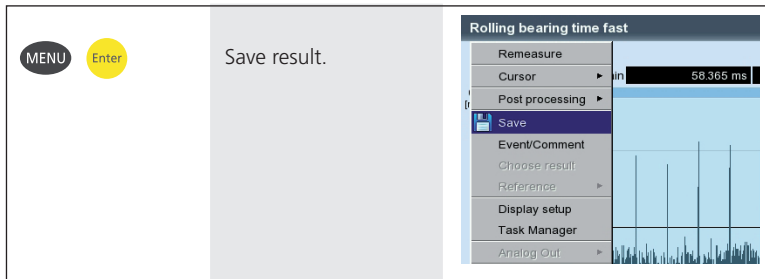 MENU Enter
Save result.
Rolling bearing time fast
Remeasure
Cursor
in 58.365 ms
Post processing
Save
Event/Comment
Choose result
Reference
Display setup
Task Manager
Analog Out